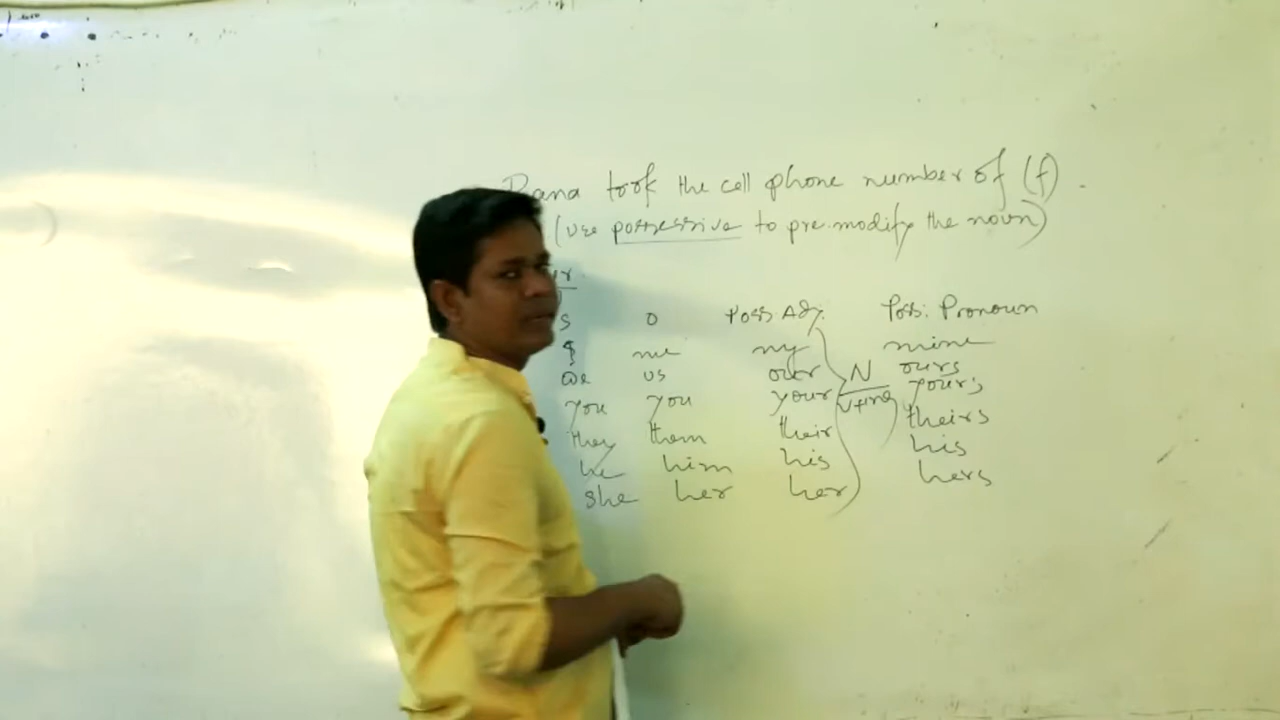 Rana took the cell phone number of (f).
(use possessive to pre-modify the noun)
S O Poss Adj. Poss: Pronoun
I me my mine
we us our N ours
you you your V+ing yours
they them their theirs
he him his his
she her her hers